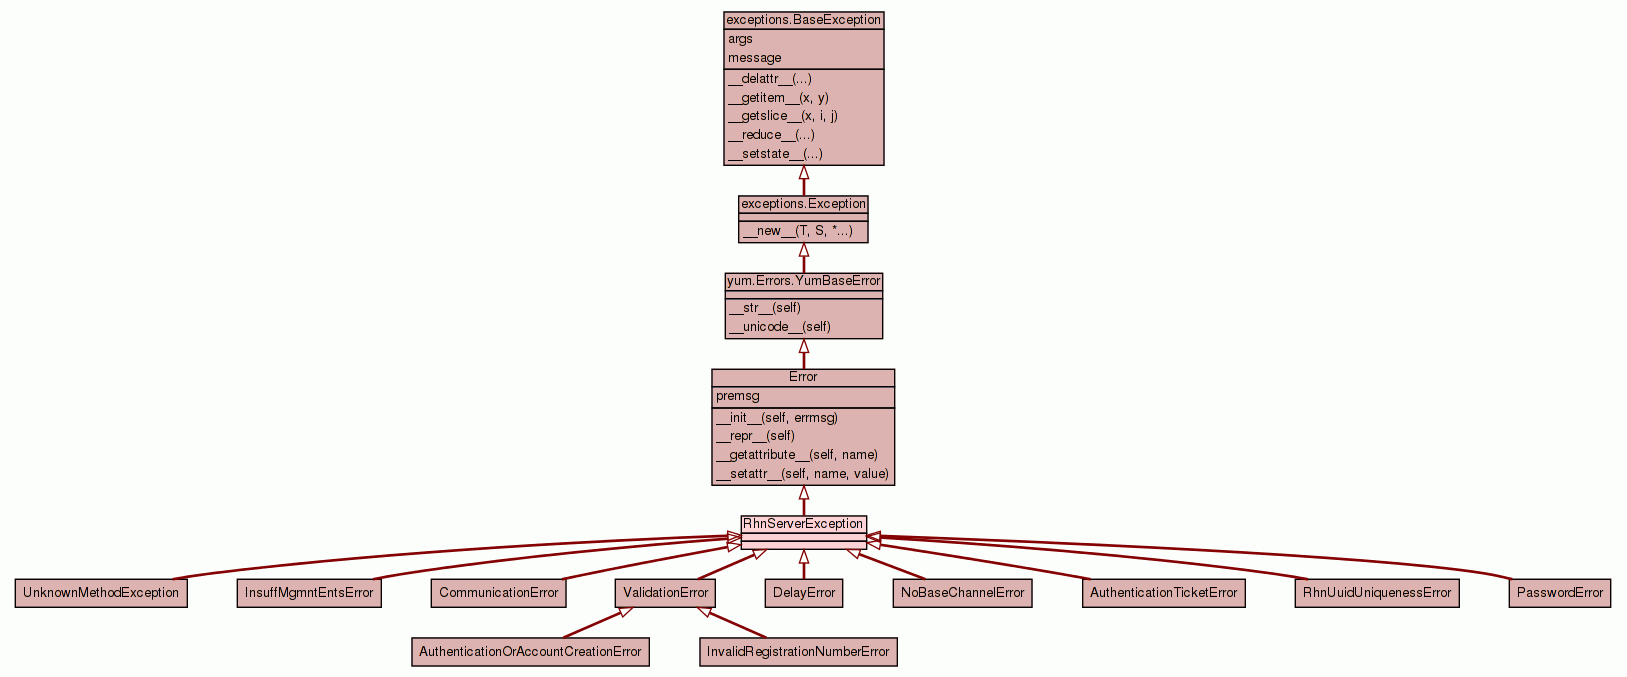 exceptions.BaseException
args
message
__delattr__(...)
__getitem__(x, y)
__getslice__(x, i, j)
__reduce__(...)
__setstate__(...)
exceptions.Exception
__new__(T, S, *...)
yum.Errors.YumBaseError
__str__(self)
__unicode__(self)
Error
premsg
__init__(self, errmsg)
__repr__(self)
__getattribute__(self, name)
__setattr__(self, name, value)
RhnServerException
UnknownMethodException
InsuffMgmntEntsError
CommunicationError
ValidationError
DelayError
NoBaseChannelError
AuthenticationTicketError
RhnUuidUniquenessError
PasswordError
AuthenticationOrAccountCreationError
InvalidRegistrationNumberError